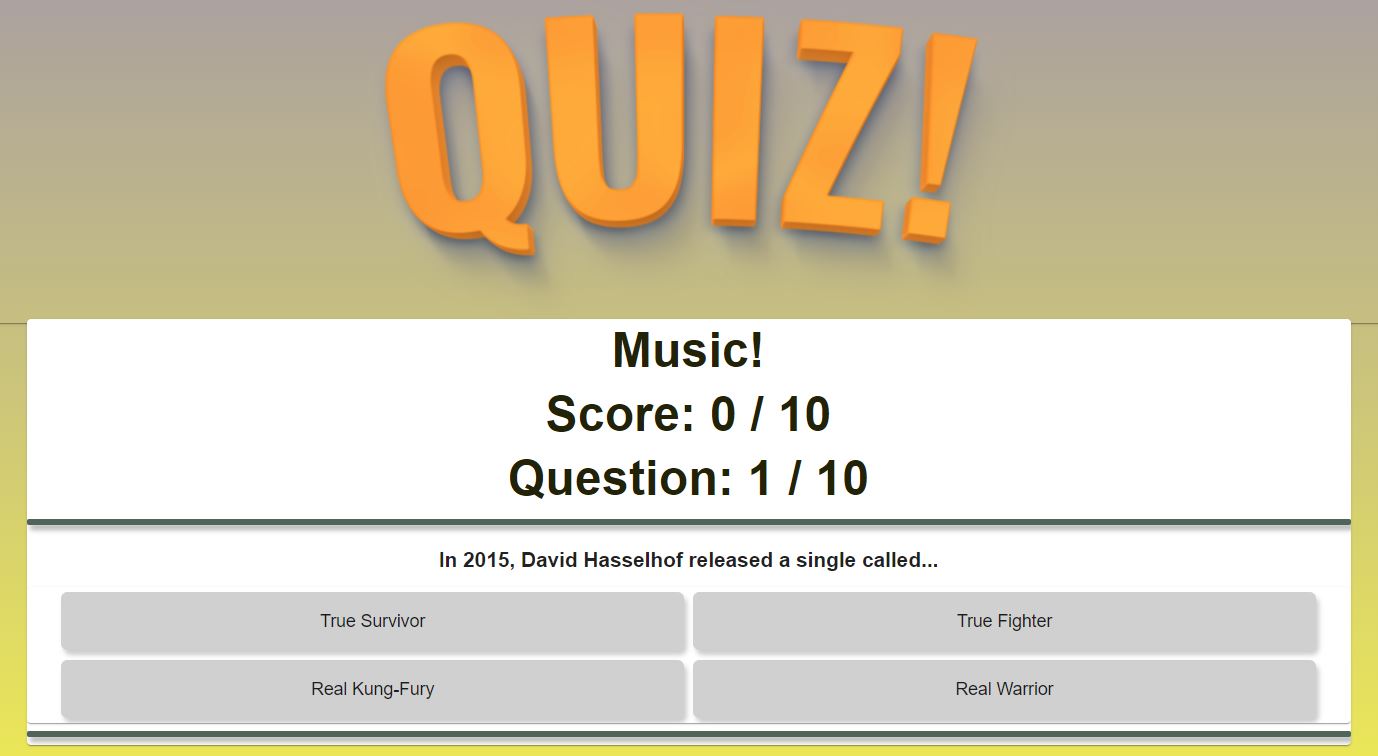 QUIZ!
Music!
Score: 0 / 10
Question: 1 / 10
In 2015, David Hasselhof released a single called...
True Survivor
True Fighter
Real Kung-Fury
Real Warrior